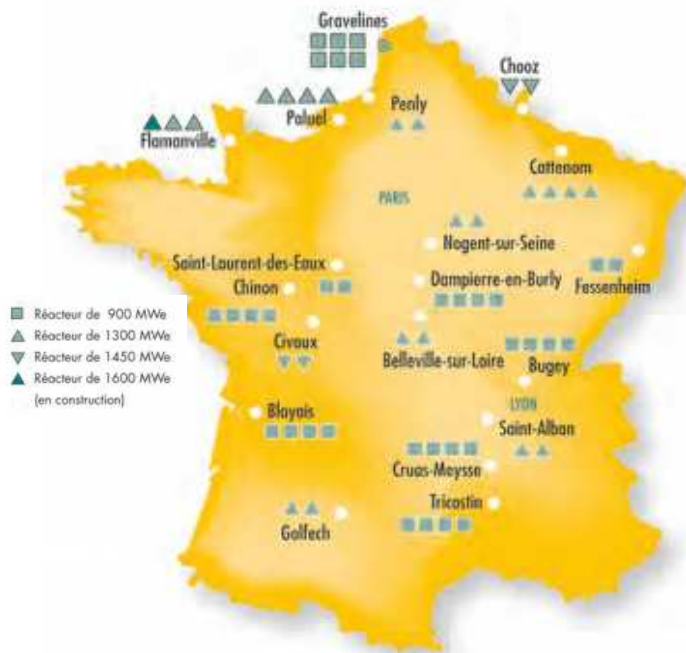 Gravelines
Chooz
Penly
Paluel
Flamanville
Cattenom
PARIS
Nogent-sur-Seine
Saint-Laurent-des-Eaux
Dampierre-en-Burly
Fessenheim
Chinon
Réacteur de 900 MWe
Réacteur de 1300 MWe
Réacteur de 1450 MWe
Réacteur de 1600 MWe
(en construction)
Civaux
Belleville-sur-Loire
Bugey
LYON
Blayais
Saint-Alban
Cruas-Meysse
Tricastin
Golfech